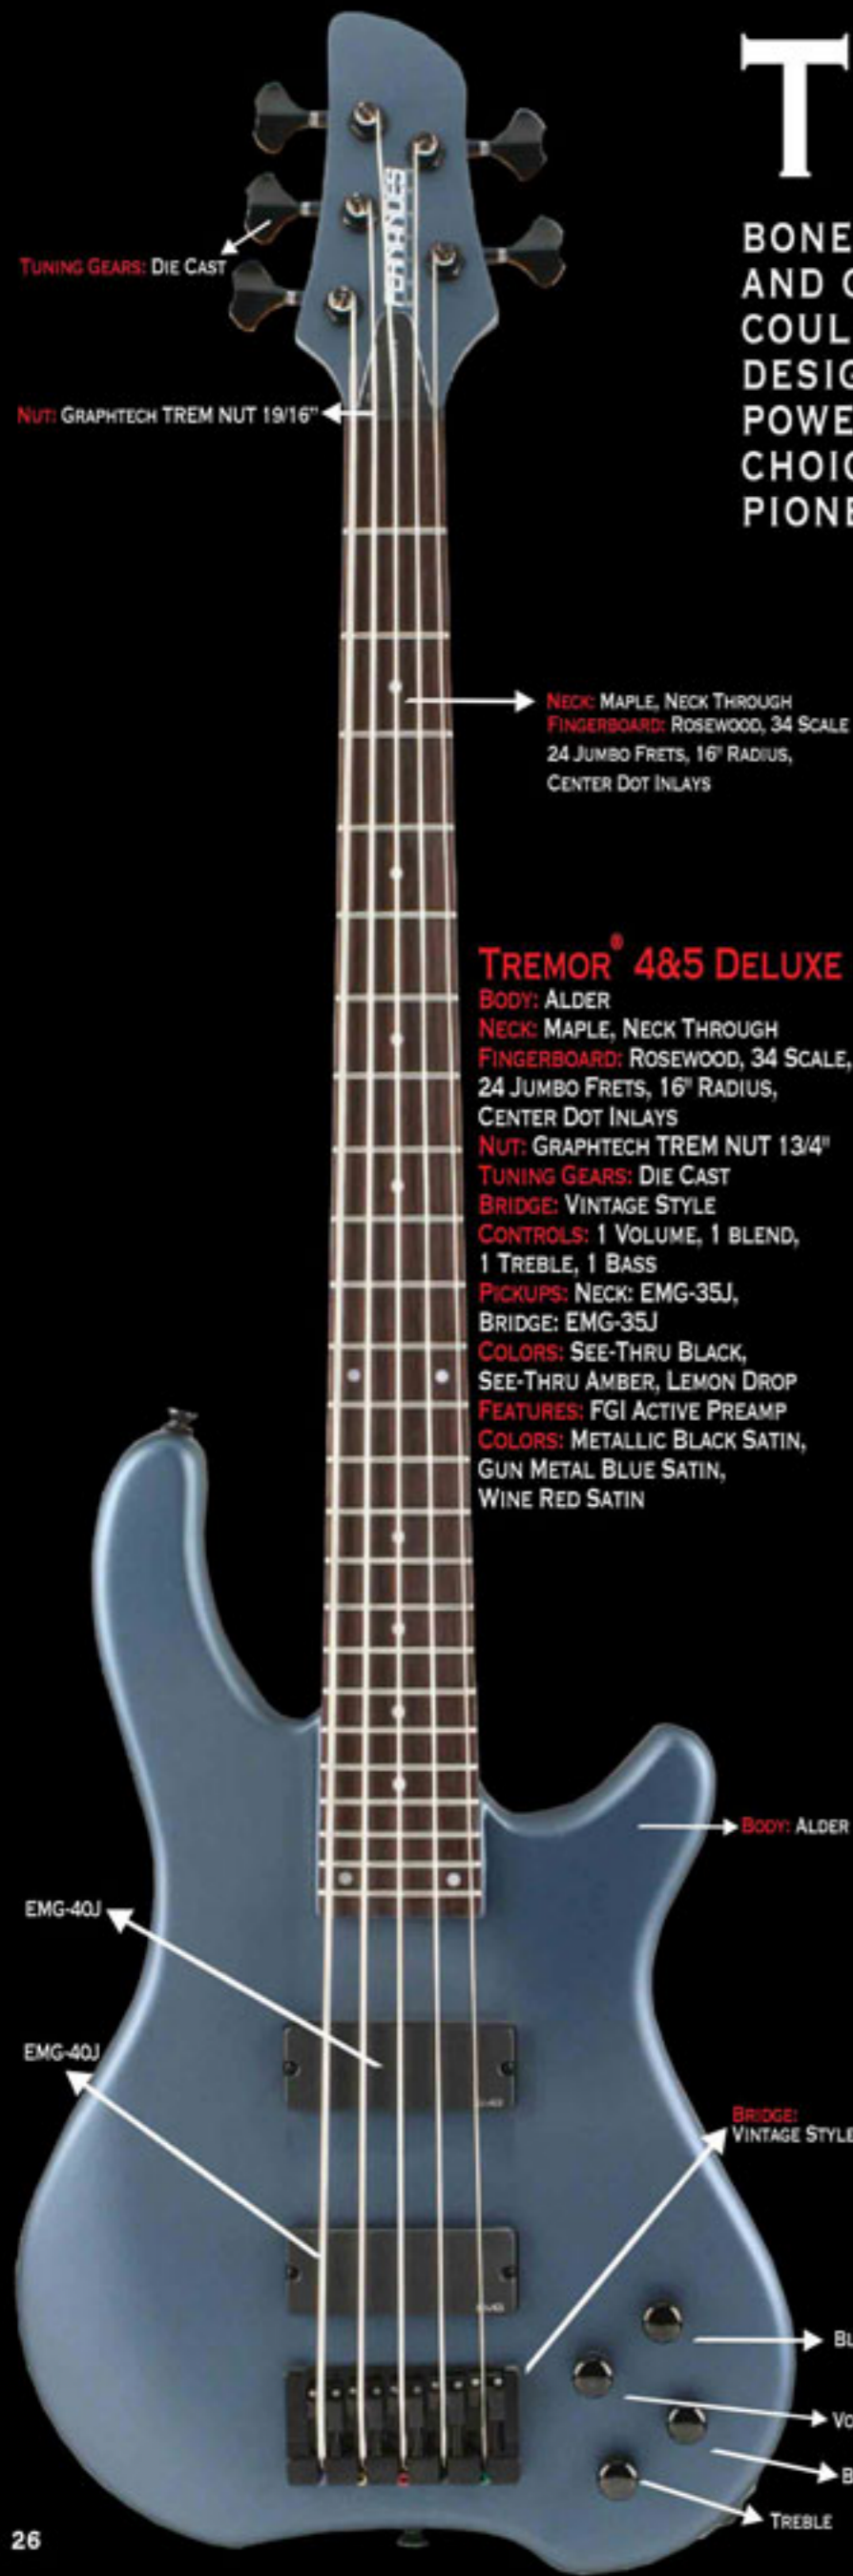 T
BONE
AND
COUL
DESIG
POWE
CHOIC
PIONE
FERNANDES
TUNING GEARS: DIE CAST
NUT: GRAPHTECH TREM NUT 19/16"
NECK: MAPLE, NECK THROUGH
FINGERBOARD: ROSEWOOD, 34 SCALE
24 JUMBO FRETS, 16" RADIUS,
CENTER DOT INLAYS
TREMOR® 4&5 DELUXE
BODY: ALDER
NECK: MAPLE, NECK THROUGH
FINGERBOARD: ROSEWOOD, 34 SCALE,
24 JUMBO FRETS, 16" RADIUS,
CENTER DOT INLAYS
NUT: GRAPHTECH TREM NUT 13/4"
TUNING GEARS: DIE CAST
BRIDGE: VINTAGE STYLE
CONTROLS: 1 VOLUME, 1 BLEND,
1 TREBLE, 1 BASS
PICKUPS: NECK: EMG-35J,
BRIDGE: EMG-35J
COLORS: SEE-THRU BLACK,
SEE-THRU AMBER, LEMON DROP
FEATURES: FGI ACTIVE PREAMP
COLORS: METALLIC BLACK SATIN,
GUN METAL BLUE SATIN,
WINE RED SATIN
BODY: ALDER
EMG-40J
EMG-40J
BRIDGE:
VINTAGE STYLE
EMG
EMG
BL
VO
B
TREBLE
26